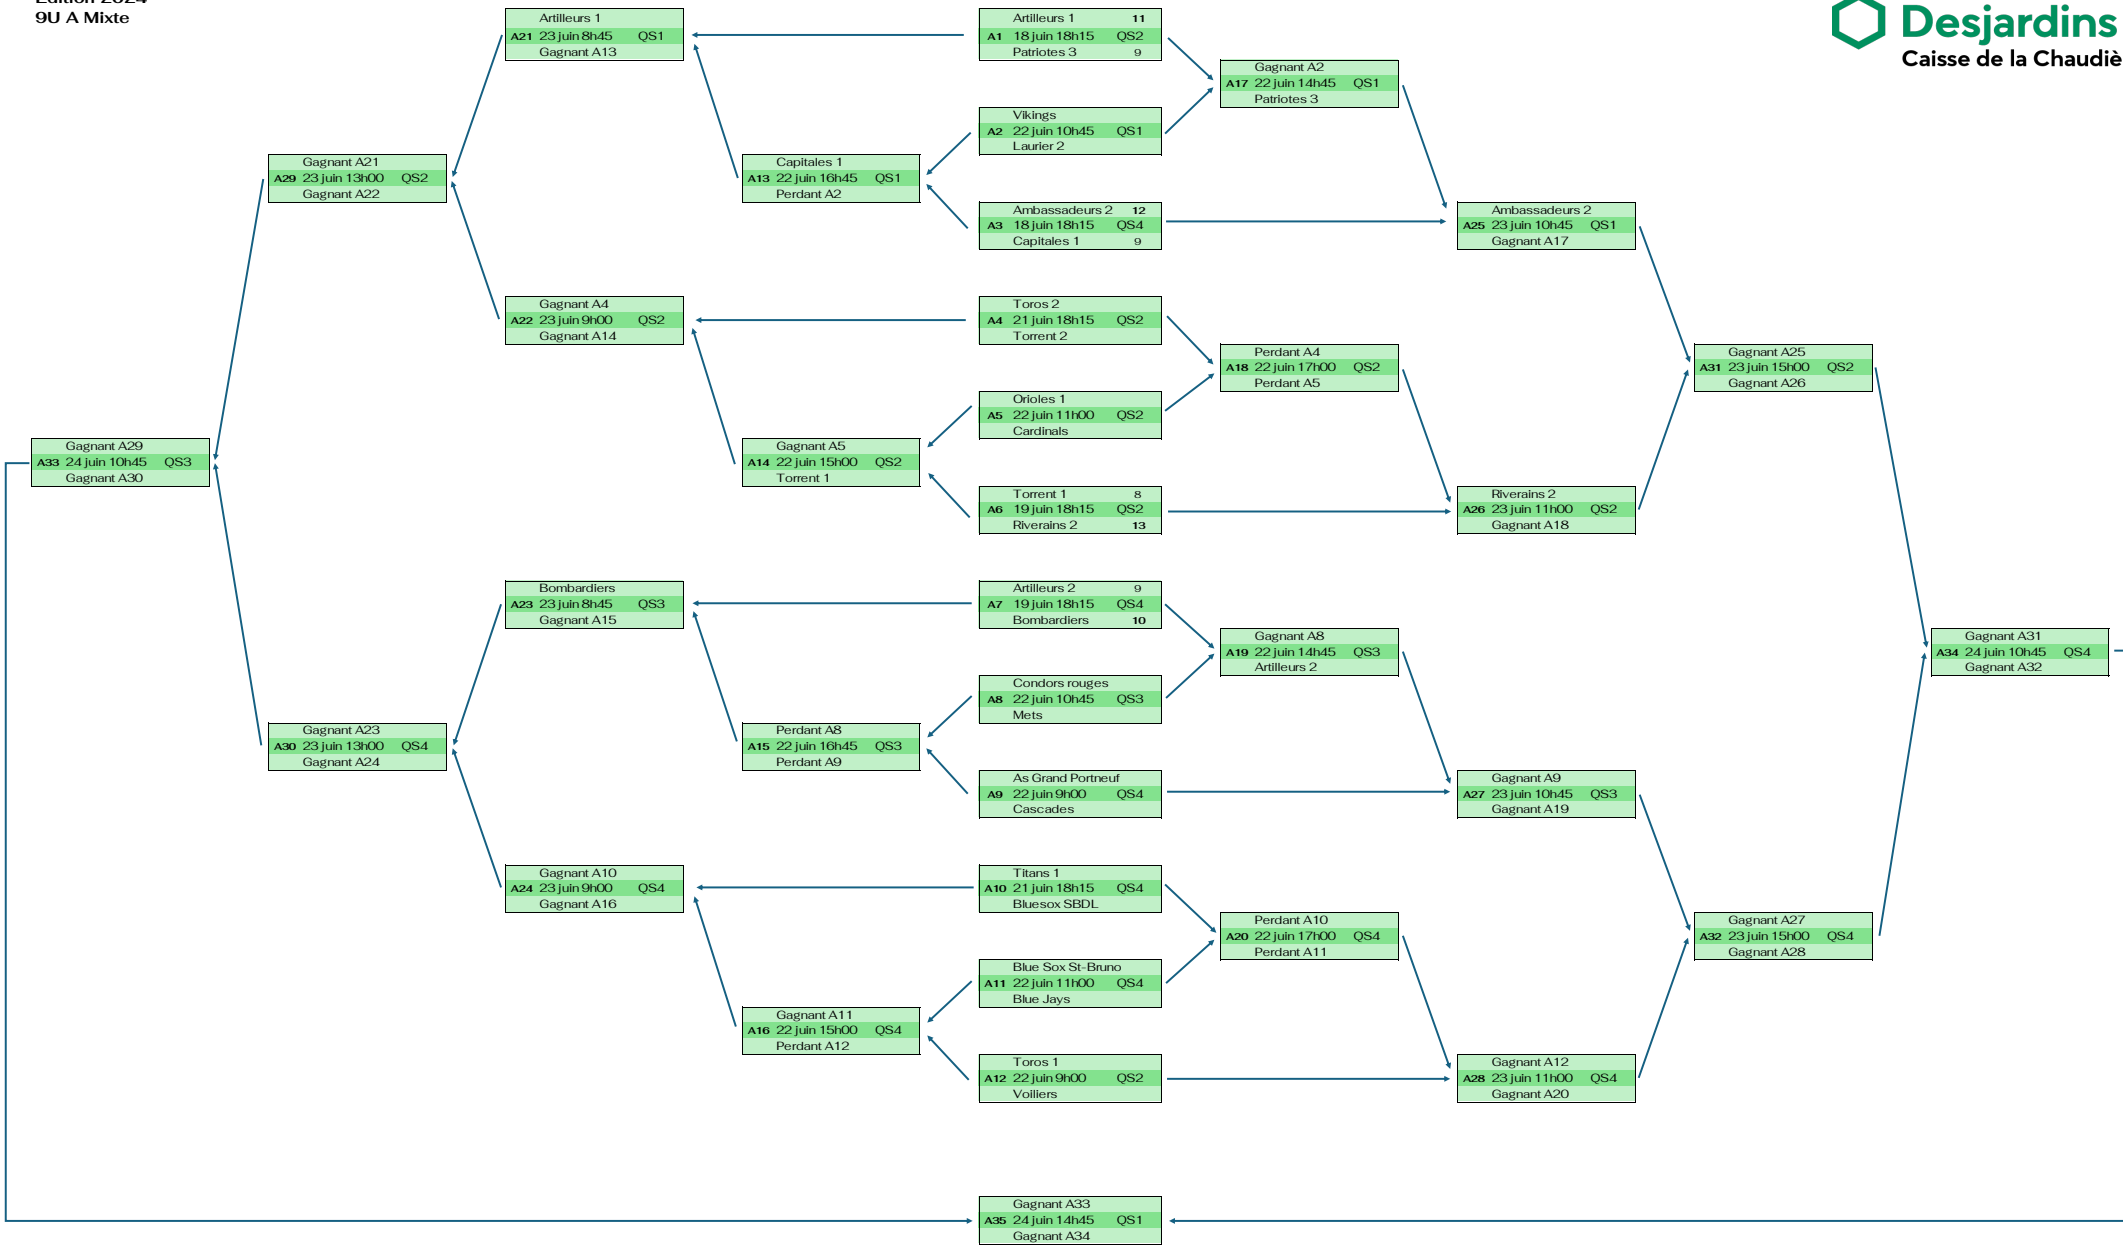 Édition 2024
9U A Mixte
Desjardins
Caisse de la Chaudiè
Artilleurs 1
A21 23 juin 8h45 QS1
Gagnant A13
Artilleurs 1 11
A1 18 juin 18h15 QS2
Patriotes 3 9
Gagnant A2
A17 22 juin 14h45 QS1
Patriotes 3
Vikings
A2 22 juin 10h45 QS1
Laurier 2
Gagnant A21
A29 23 juin 13h00 QS2
Gagnant A22
Capitales 1
A13 22 juin 16h45 QS1
Perdant A2
Ambassadeurs 2 12
A3 18 juin 18h15 QS4
Capitales 1 9
Ambassadeurs 2
A25 23 juin 10h45 QS1
Gagnant A17
Gagnant A4
A22 23 juin 9h00 QS2
Gagnant A14
Toros 2
A4 21 juin 18h15 QS2
Torrent 2
Perdant A4
A18 22 juin 17h00 QS2
Perdant A5
Gagnant A25
A31 23 juin 15h00 QS2
Gagnant A26
Orioles 1
A5 22 juin 11h00 QS2
Cardinals
Gagnant A29
A33 24 juin 10h45 QS3
Gagnant A30
Gagnant A5
A14 22 juin 15h00 QS2
Torrent 1
Torrent 1 8
A6 19 juin 18h15 QS2
Riverains 2 13
Riverains 2
A26 23 juin 11h00 QS2
Gagnant A18
Bombardiers
A23 23 juin 8h45 QS3
Gagnant A15
Artilleurs 2 9
A7 19 juin 18h15 QS4
Bombardiers 10
Gagnant A8
A19 22 juin 14h45 QS3
Artilleurs 2
Gagnant A31
A34 24 juin 10h45 QS4
Gagnant A32
Condors rouges
A8 22 juin 10h45 QS3
Mets
Gagnant A23
A30 23 juin 13h00 QS4
Gagnant A24
Perdant A8
A15 22 juin 16h45 QS3
Perdant A9
As Grand Portneuf
A9 22 juin 9h00 QS4
Cascades
Gagnant A9
A27 23 juin 10h45 QS3
Gagnant A19
Gagnant A10
A24 23 juin 9h00 QS4
Gagnant A16
Titans 1
A10 21 juin 18h15 QS4
Bluesox SBDL
Perdant A10
A20 22 juin 17h00 QS4
Perdant A11
Gagnant A27
A32 23 juin 15h00 QS4
Gagnant A28
Blue Sox St-Bruno
A11 22 juin 11h00 QS4
Blue Jays
Gagnant A11
A16 22 juin 15h00 QS4
Perdant A12
Toros 1
A12 22 juin 9h00 QS2
Voiliers
Gagnant A12
A28 23 juin 11h00 QS4
Gagnant A20
Gagnant A33
A35 24 juin 14h45 QS1
Gagnant A34